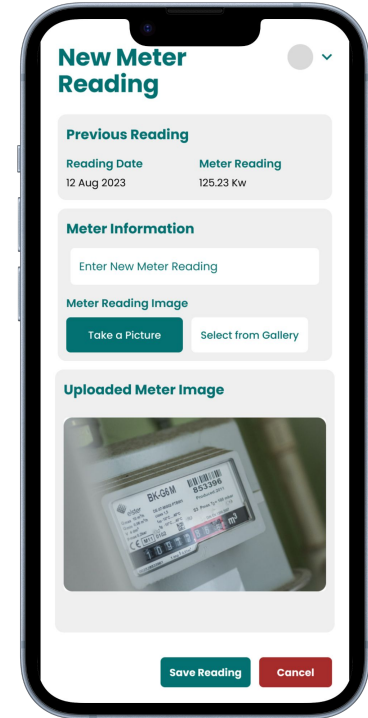 New Meter
Reading
Previous Reading
Reading Date
Meter Reading
12 Aug 2023
125.23 Kw
Meter Information
Enter New Meter Reading
Meter Reading Image
Take a Picture
Select from Gallery
Uploaded Meter Image
BK-G6M
853396
elster
m³
Save Reading
Cancel